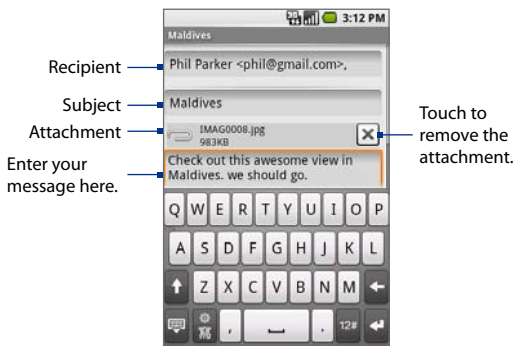 3:12 PM
Maldives
Recipient
Phil Parker <phil@gmail.com>,
Subject
Maldives
Attachment
IMAG0008.jpg
983KB
Touch to
remove the
attachment.
Enter your
message here.
Check out this awesome view in
Maldives. we should go.
Q W E R T Y U I O P
A S D F G H J K L
Z X C V B N M
, . 12#